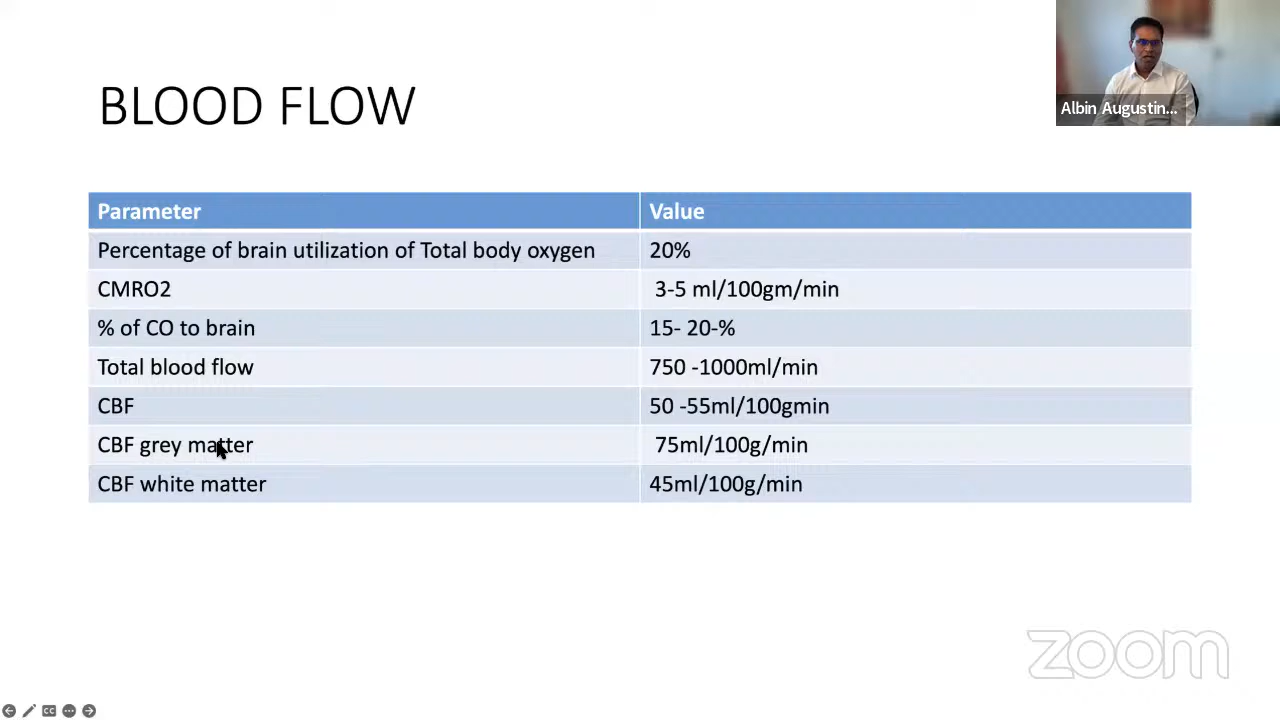 BLOOD FLOW
Albin Augustin...
Parameter Value
Percentage of brain utilization of Total body oxygen 20%
CMRO2 3-5 ml/100gm/min
% of CO to brain 15- 20-%
Total blood flow 750 -1000ml/min
CBF 50 -55ml/100gmin
CBF grey matter 75ml/100g/min
CBF white matter 45ml/100g/min
zoom
CC